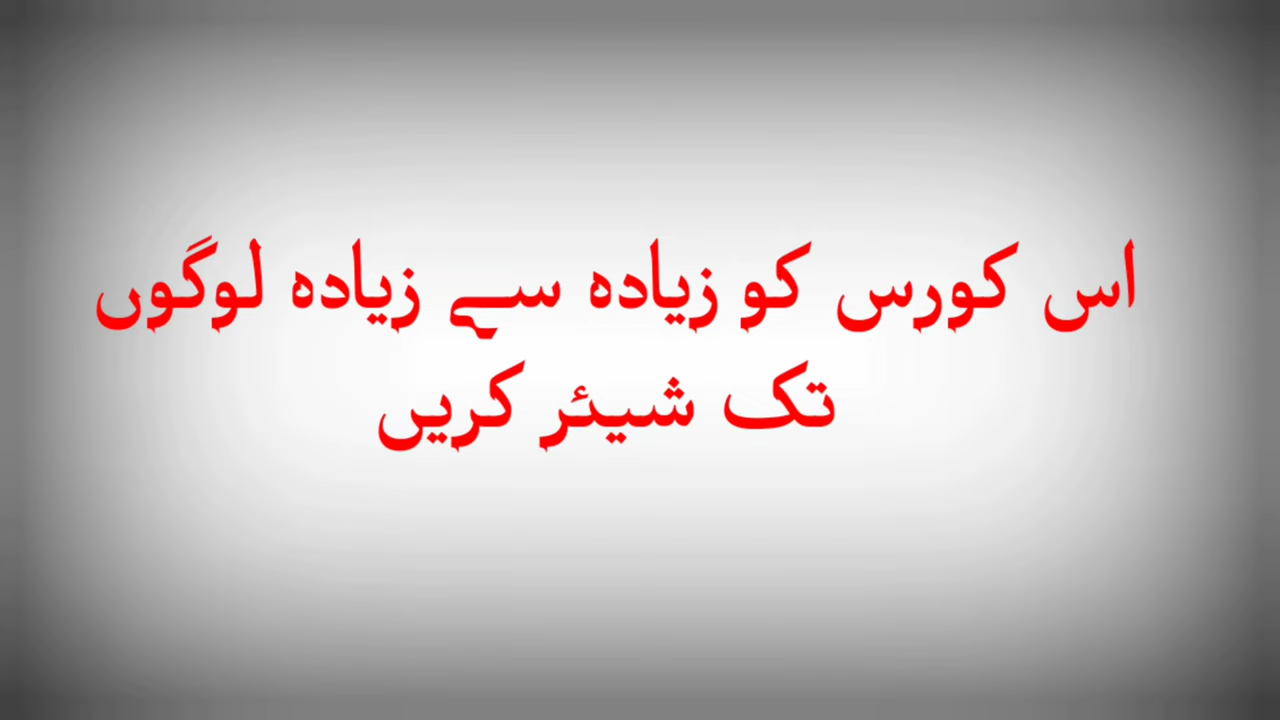 اس کورس کو زیادہ سے زیادہ لوگوں
تک شیئر کریں